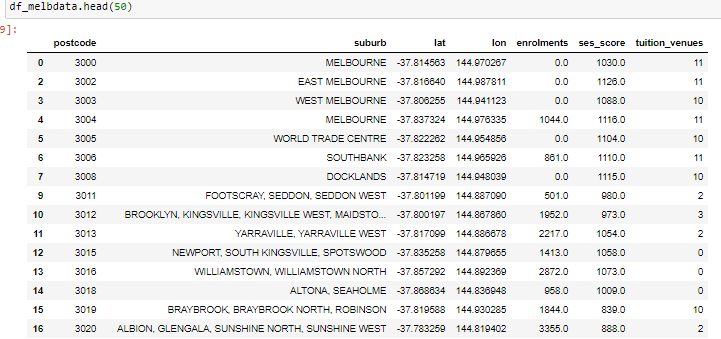 df_melbdata.head(50)
9]:
postcode suburb lat lon enrolments ses_score tuition_venues
0 3000 MELBOURNE -37.814563 144.970267 0.0 1030.0 11
2 3002 EAST MELBOURNE -37.816640 144.987811 0.0 1126.0 11
3 3003 WEST MELBOURNE -37.806255 144.941123 0.0 1088.0 10
4 3004 MELBOURNE -37.837324 144.976335 1044.0 1116.0 11
5 3005 WORLD TRADE CENTRE -37.822262 144.954856 0.0 1104.0 10
6 3006 SOUTHBANK -37.823258 144.965926 861.0 1110.0 11
7 3008 DOCKLANDS -37.814719 144.948039 0.0 1115.0 10
9 3011 FOOTSCRAY, SEDDON, SEDDON WEST -37.801199 144.887090 501.0 980.0 2
10 3012 BROOKLYN, KINGSVILLE, KINGSVILLE WEST, MAIDSTO... -37.800197 144.867860 1952.0 973.0 3
11 3013 YARRAVILLE, YARRAVILLE WEST -37.817099 144.886678 2217.0 1054.0 2
12 3015 NEWPORT, SOUTH KINGSVILLE, SPOTSWOOD -37.835258 144.879655 1413.0 1058.0 0
13 3016 WILLIAMSTOWN, WILLIAMSTOWN NORTH -37.857292 144.892369 2872.0 1073.0 0
14 3018 ALTONA, SEAHOLME -37.868634 144.836948 958.0 1009.0 0
15 3019 BRAYBROOK, BRAYBROOK NORTH, ROBINSON -37.819588 144.930285 1844.0 839.0 10
16 3020 ALBION, GLENGALA, SUNSHINE NORTH, SUNSHINE WEST -37.783259 144.819402 3355.0 888.0 2